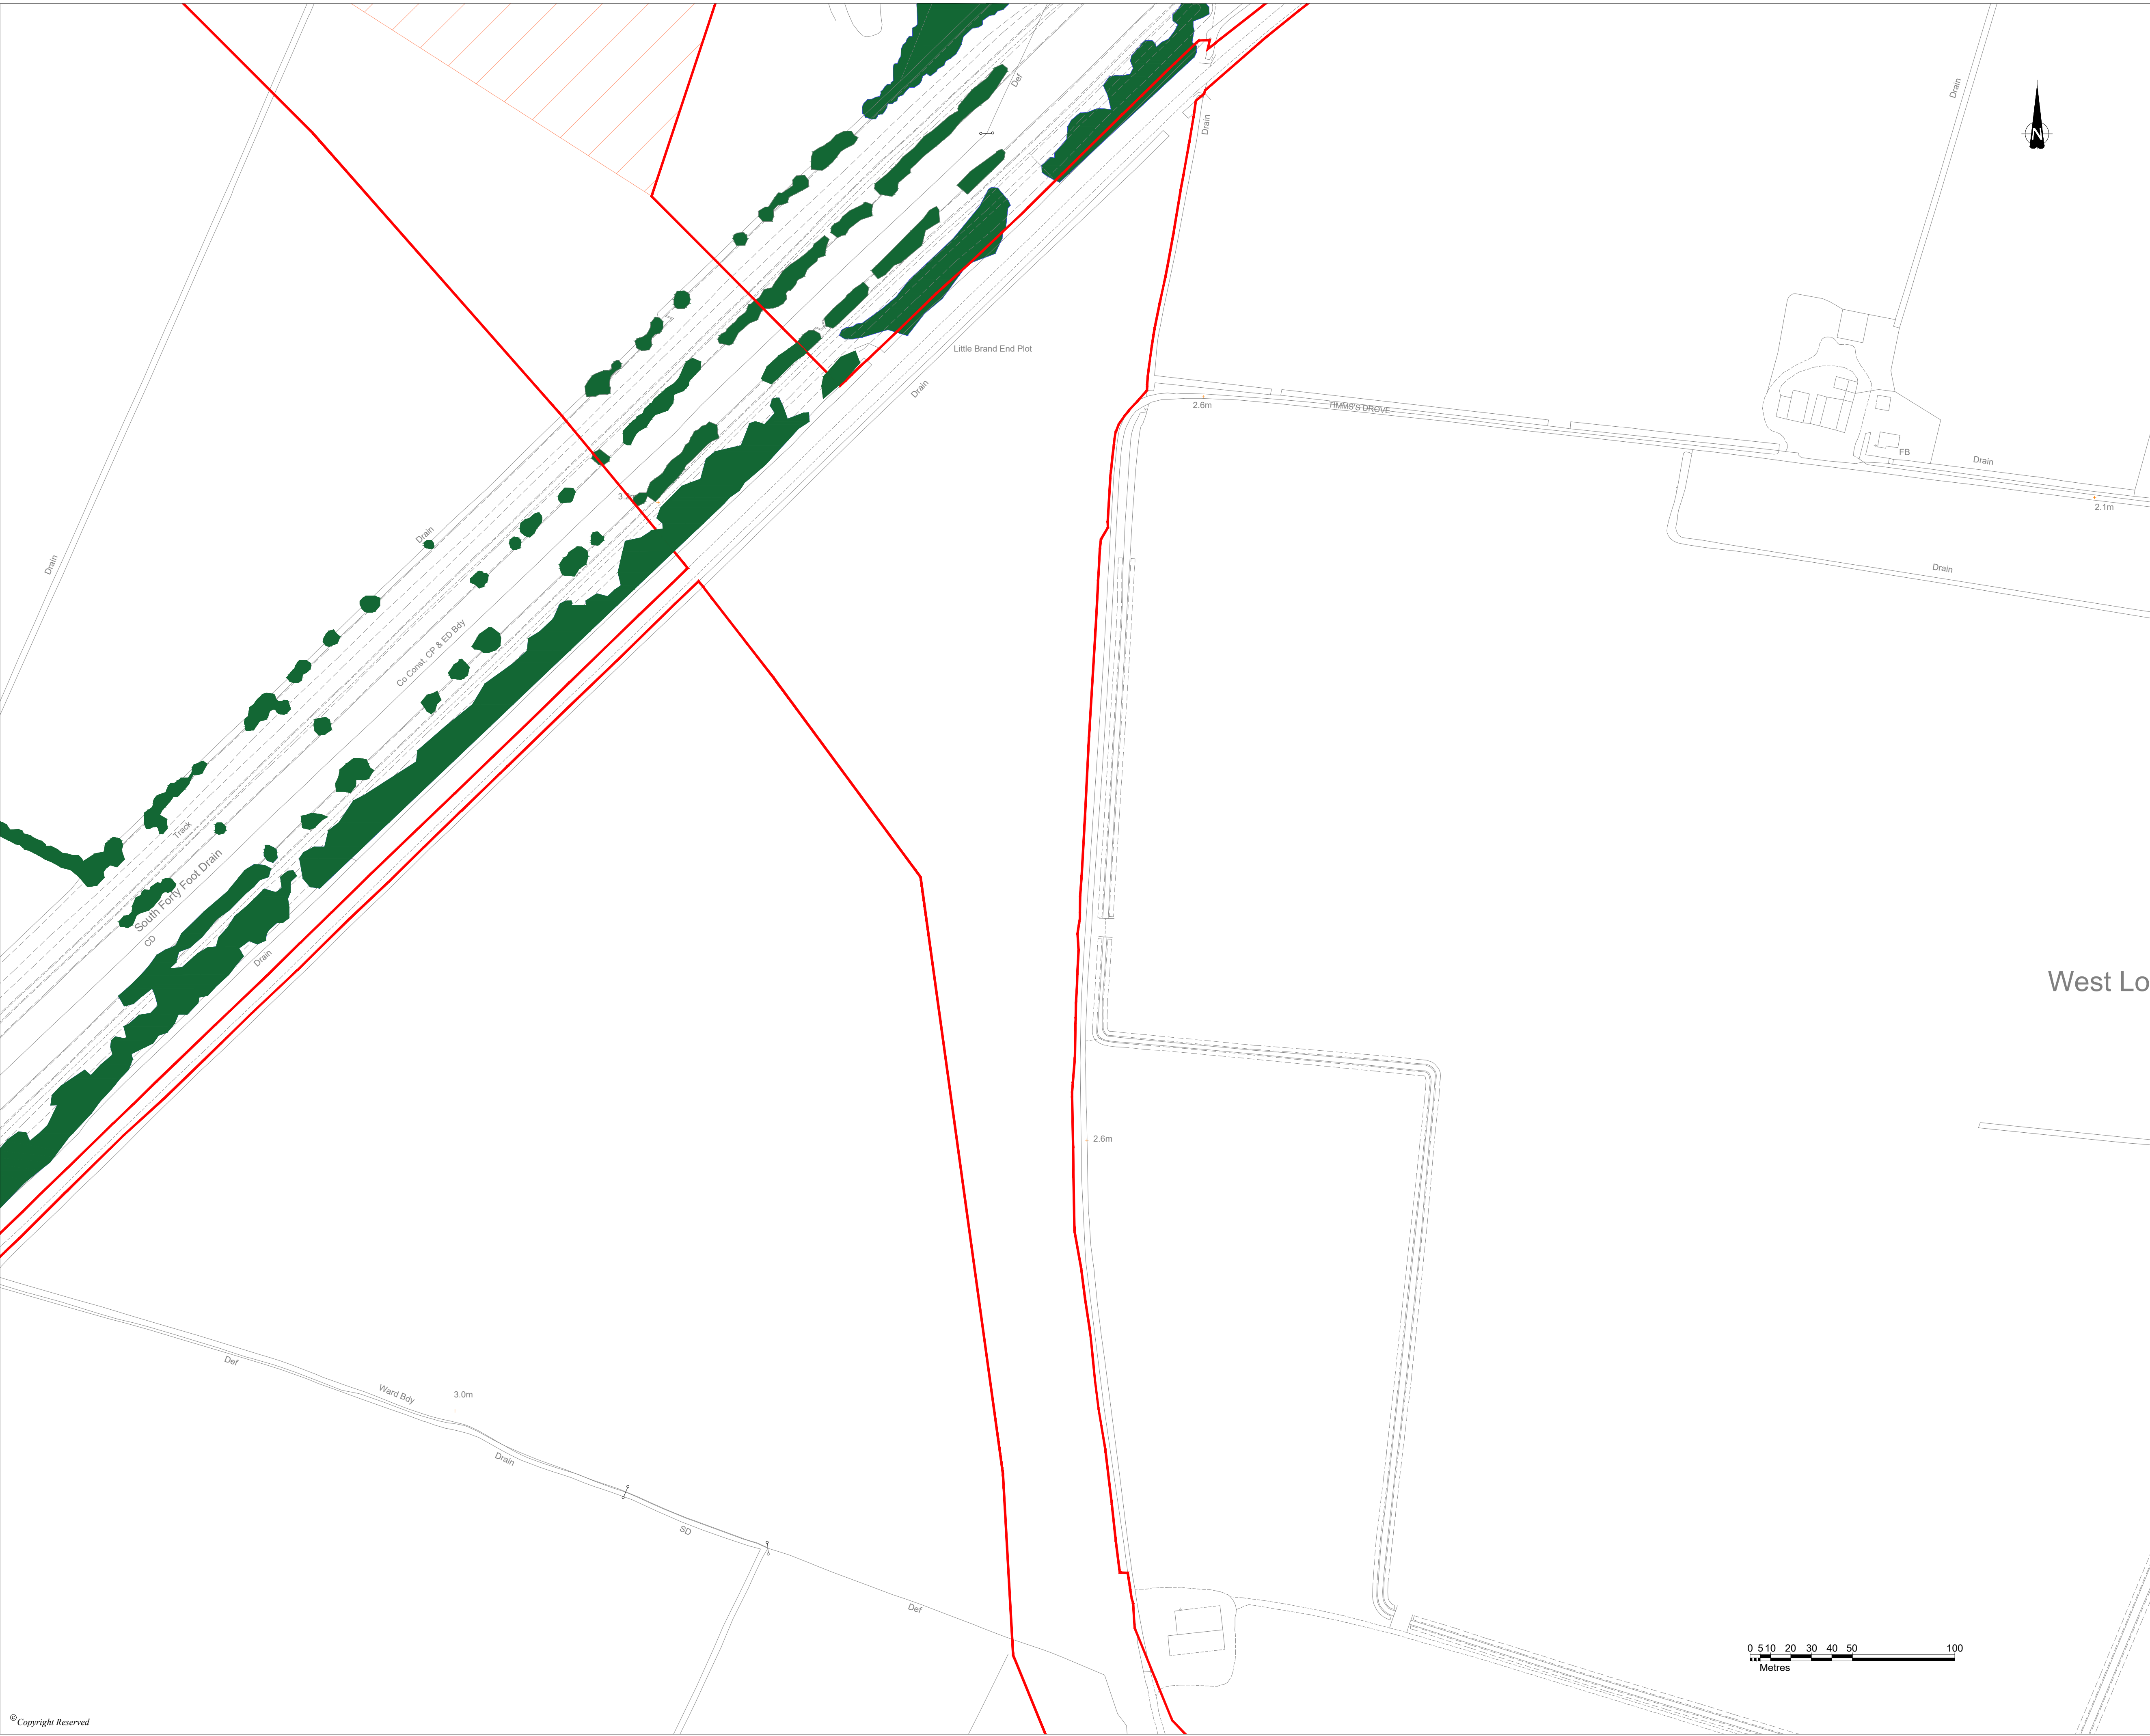 Def
Drain
Drain
N
Little Brand End Plot
Drain
2.6m
TIMMS'S DROVE
FB
Drain
2.1m
Drain
Drain
Drain
Co Const, CP & ED Bdy
Track
South Forty Foot Drain
CD
Drain
West Lo
2.6m
Def
Ward Bdy
3.0m
Drain
SD
Def
0 5 10 20 30 40 50 100
Metres
© Copyright Reserved